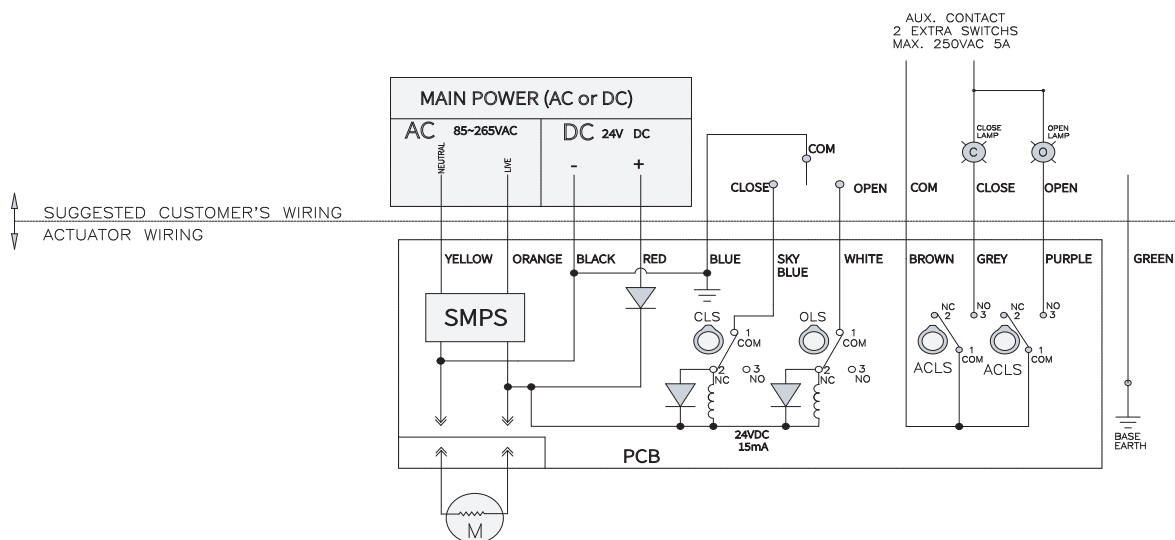 AUX. CONTACT
2 EXTRA SWITCHS
MAX. 250VAC 5A
MAIN POWER (AC or DC)
AC 85~265VAC
DC 24V DC
NEUTRAL
LIVE
- +
COM
CLOSE
OPEN
CLOSE
LAMP
C
OPEN
LAMP
O
COM
CLOSE
OPEN
SUGGESTED CUSTOMER'S WIRING
ACTUATOR WIRING
YELLOW
ORANGE
BLACK
RED
BLUE
SKY
BLUE
WHITE
BROWN
GREY
PURPLE
GREEN
SMPS
CLS
1
COM
2
NC
3
NO
OLS
1
COM
2
NC
3
NO
NC
2
NO
3
1
COM
ACLS
NC
2
NO
3
1
COM
ACLS
24VDC
15mA
PCB
BASE
EARTH
M